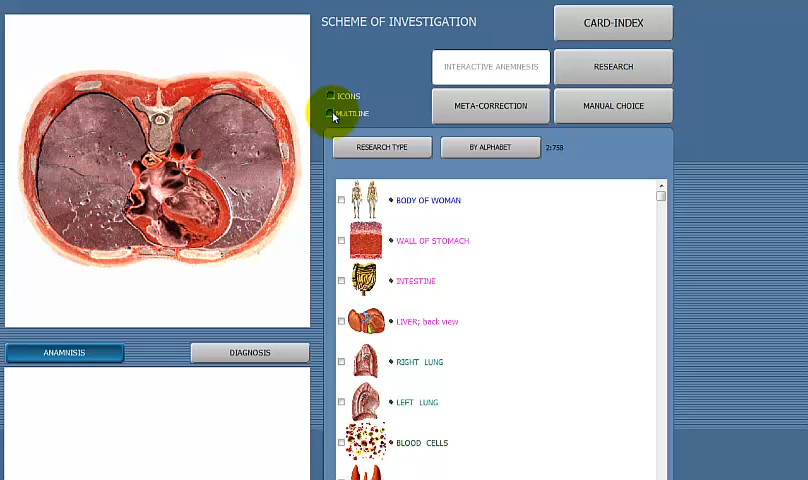 SCHEME OF INVESTIGATION
CARD-INDEX
INTERACTIVE ANEMNESIS
RESEARCH
ICONS
META-CORRECTION
MANUAL CHOICE
MULTILINE
RESEARCH TYPE
BY ALPHABET
2:758
BODY OF WOMAN
WALL OF STOMACH
INTESTINE
LIVER; back view
ANAMNISIS
DIAGNOSIS
RIGHT LUNG
LEFT LUNG
BLOOD CELLS